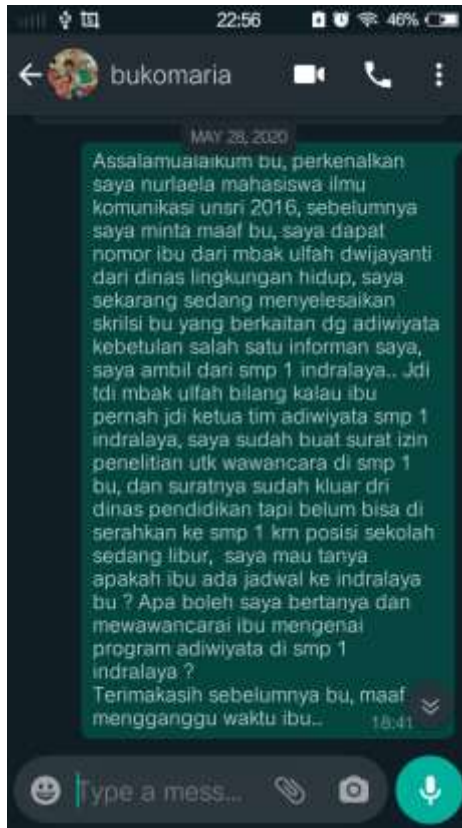 22:56
46%
bukomaria
MAY 28, 2020
Assalamualaikum bu, perkenalkan
saya nurlaela mahasiswa ilmu
komunikasi unsri 2016, sebelumnya
saya minta maaf bu, saya dapat
nomor ibu dari mbak ulfah dwijayanti
dari dinas lingkungan hidup, saya
sekarang sedang menyelesaikan
skrilsi bu yang berkaitan dg adiwiyata
kebetulan salah satu informan saya,
saya ambil dari smp 1 indralaya.. Jdi
tdi mbak ulfah bilang kalau ibu
pernah jdi ketua tim adiwiyata smp 1
indralaya, saya sudah buat surat izin
penelitian utk wawancara di smp 1
bu, dan suratnya sudah kluar dri
dinas pendidikan tapi belum bisa di
serahkan ke smp 1 krn posisi sekolah
sedang libur, saya mau tanya
apakah ibu ada jadwal ke indralaya
bu ? Apa boleh saya bertanya dan
mewawancarai ibu mengenai
program adiwiyata di smp 1
indralaya ?
Terimakasih sebelumnya bu, maaf
mengganggu waktu ibu..
18:41
Type a mess...